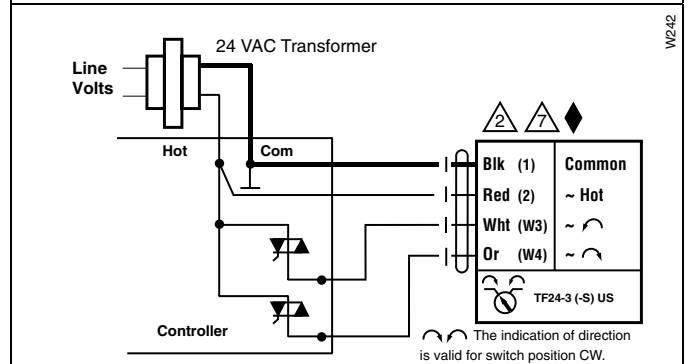 W242
24 VAC Transformer
Line
Volts
2 7
Hot Com
Blk (1) Common
Red (2) ~ Hot
Wht (W3) ~
Or (W4) ~
TF24-3 (-S) US
Controller
The indication of direction
is valid for switch position CW.